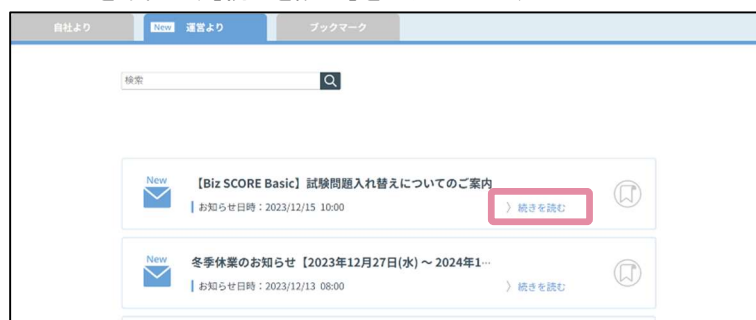 自社より
New 運営より
ブックマーク
検索
New
【Biz SCORE Basic】試験問題入れ替えについてのご案内
お知らせ日時：2023/12/15 10:00
〉続きを読む
New
冬季休業のお知らせ【2023年12月27日(水) ～ 2024年1…
お知らせ日時：2023/12/13 08:00
〉続きを読む